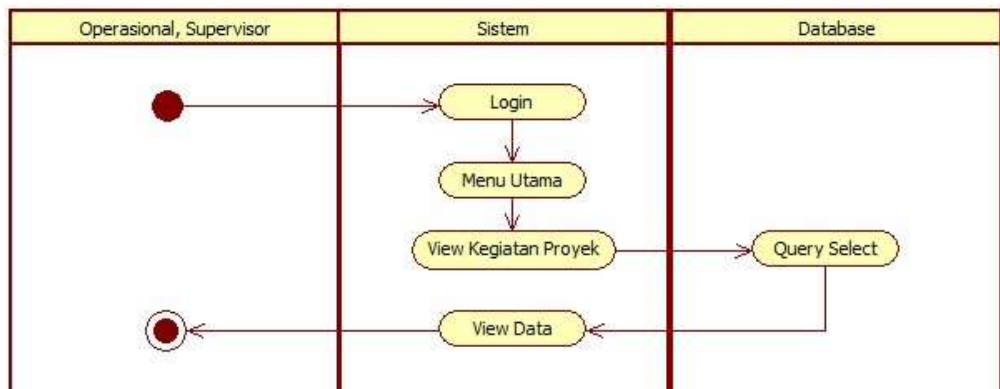 Operasional, Supervisor
Sistem
Database
Login
Menu Utama
View Kegiatan Proyek
Query Select
View Data